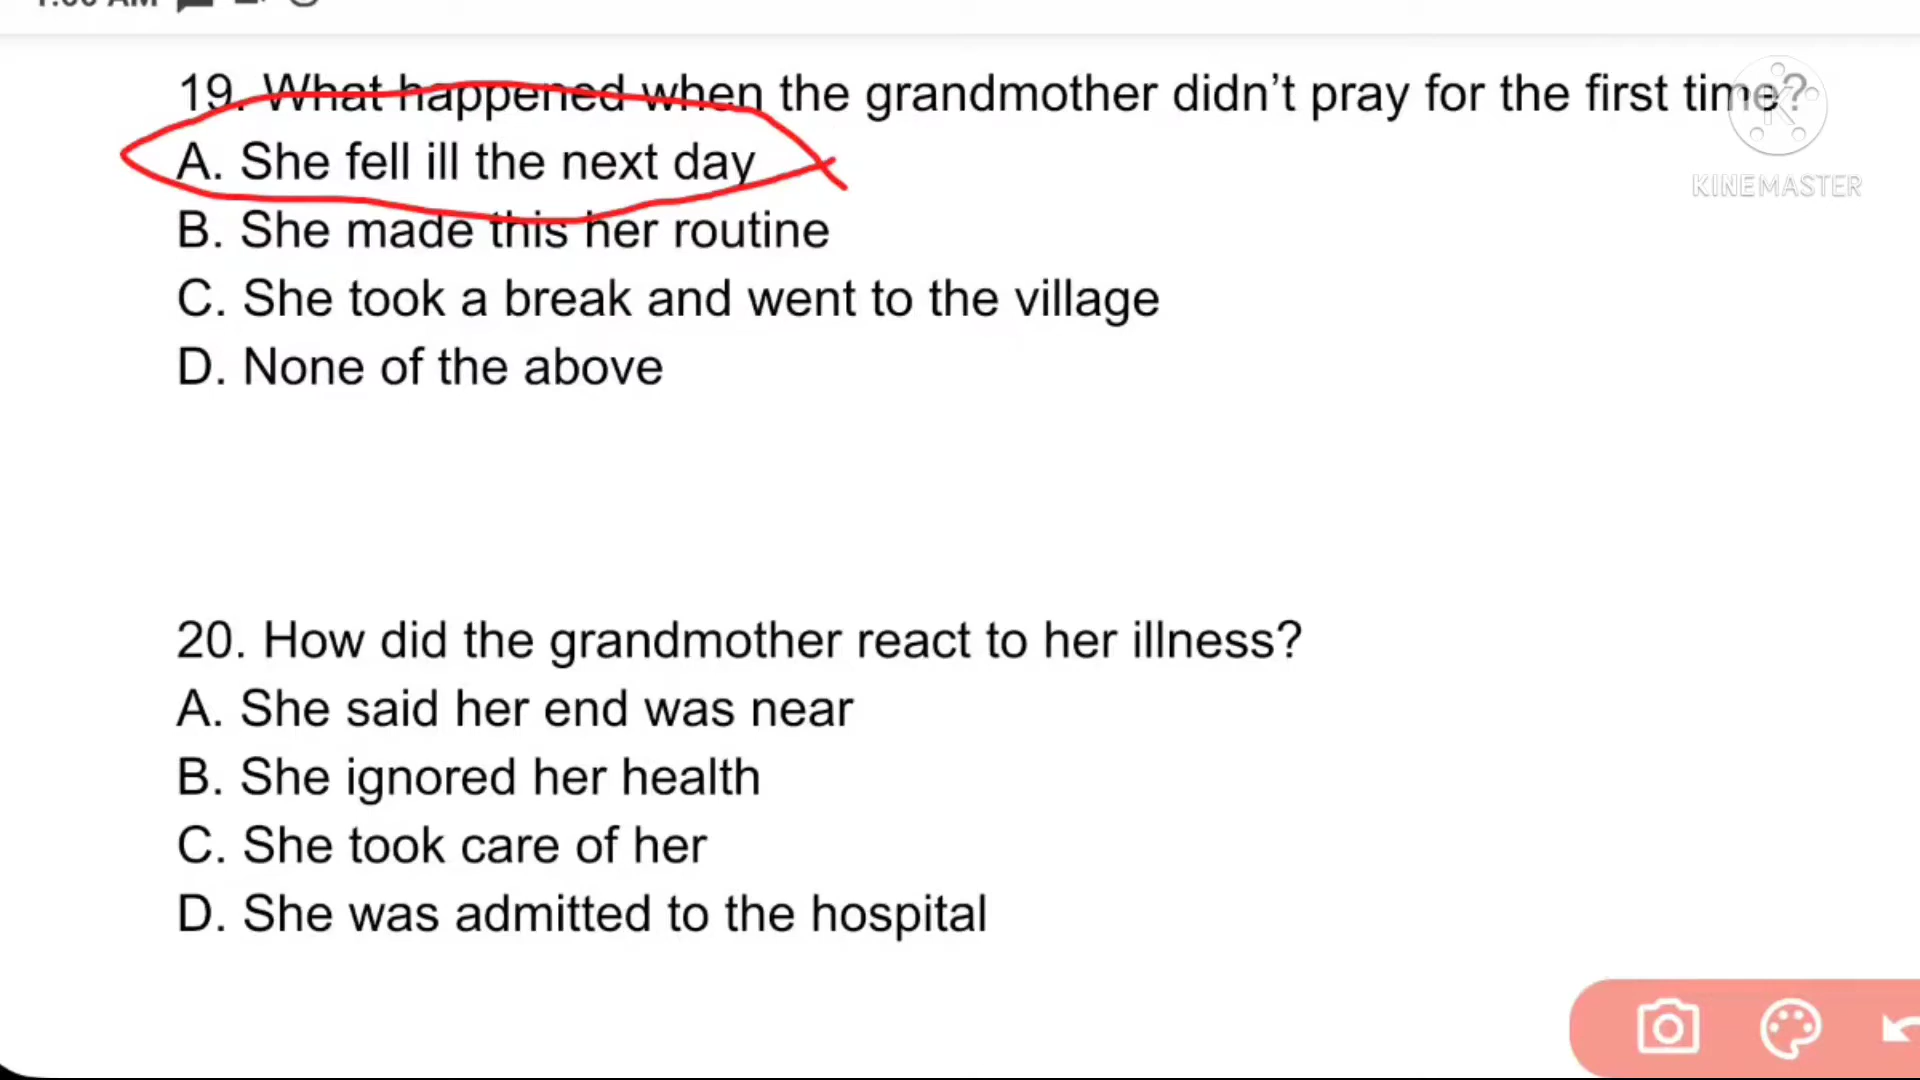 19. What happened when the grandmother didn’t pray for the first time?
A. She fell ill the next day
KINEMASTER
B. She made this her routine
C. She took a break and went to the village
D. None of the above
20. How did the grandmother react to her illness?
A. She said her end was near
B. She ignored her health
C. She took care of her
D. She was admitted to the hospital